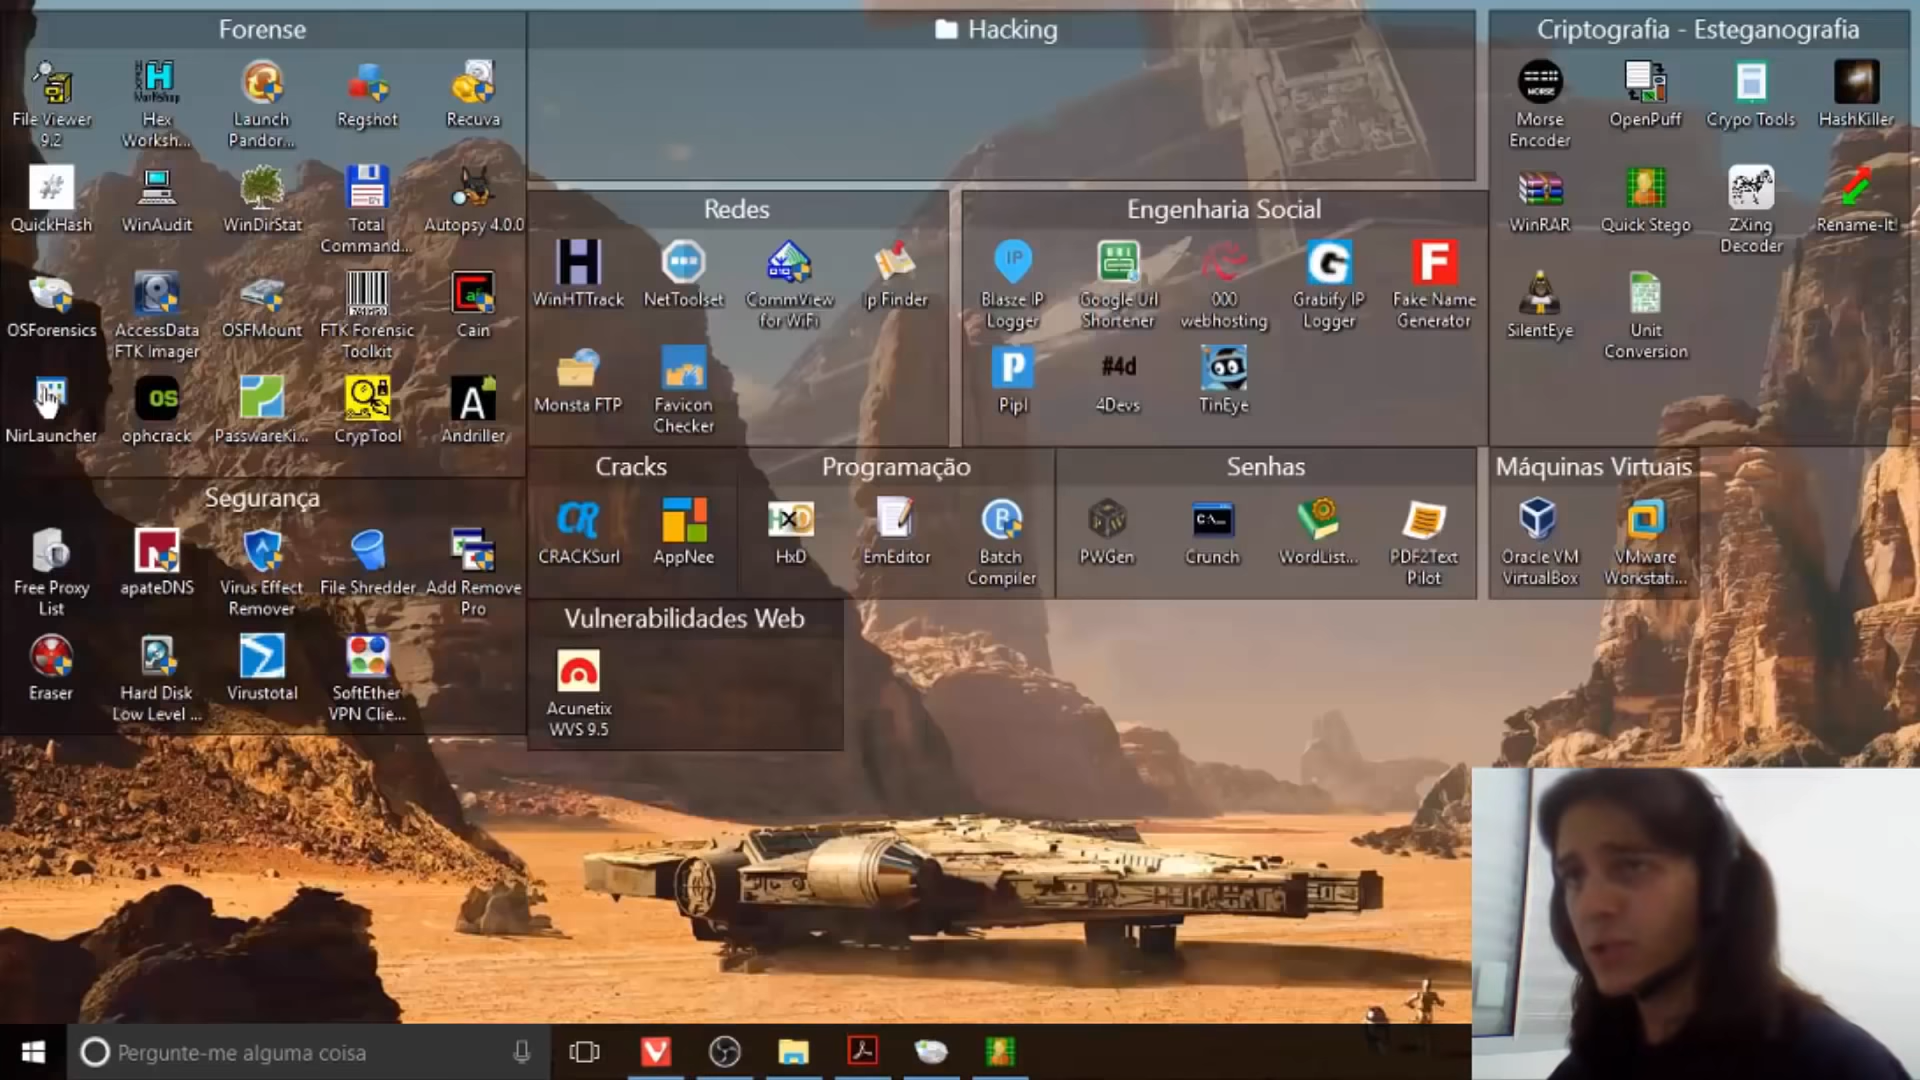 Forense
File Viewer
9.2
Hex
Worksh...
Launch
Pandor...
Regshot
Recuva
QuickHash
WinAudit
WinDirStat
Total
Command...
Autopsy 4.0.0
OSForensics
AccessData
FTK Imager
OSFMount
FTK Forensic
Toolkit
Cain
NirLauncher
ophcrack
PasswareKi...
CrypTool
Andriller
Segurança
Free Proxy
List
apateDNS
Virus Effect
Remover
File Shredder
Add Remove
Pro
Eraser
Hard Disk
Low Level ...
Virustotal
SoftEther
VPN Clie...
Hacking
Redes
WinHTTrack
NetToolset
CommView
for WiFi
Ip Finder
Monsta FTP
Favicon
Checker
Engenharia Social
IP
Blasze IP
Logger
Google Url
Shortener
000
webhosting
G
Grabify IP
Logger
F
Fake Name
Generator
P
Pipl
#4d
4Devs
TinEye
Cracks
CR
CRACKSurl
AppNee
Programação
HxD
HxD
EmEditor
Batch
Compiler
Senhas
PWGen
C:\_
Crunch
WordList...
PDF2Text
Pilot
Vulnerabilidades Web
Acunetix
WVS 9.5
Criptografia - Esteganografia
MORSE
Morse
Encoder
OpenPuff
Crypo Tools
HashKiller
WinRAR
Quick Stego
ZXing
Decoder
Rename-It!
SilentEye
Unit
Conversion
Máquinas Virtuais
Oracle VM
VirtualBox
VMware
Workstati...
Pergunte-me alguma coisa